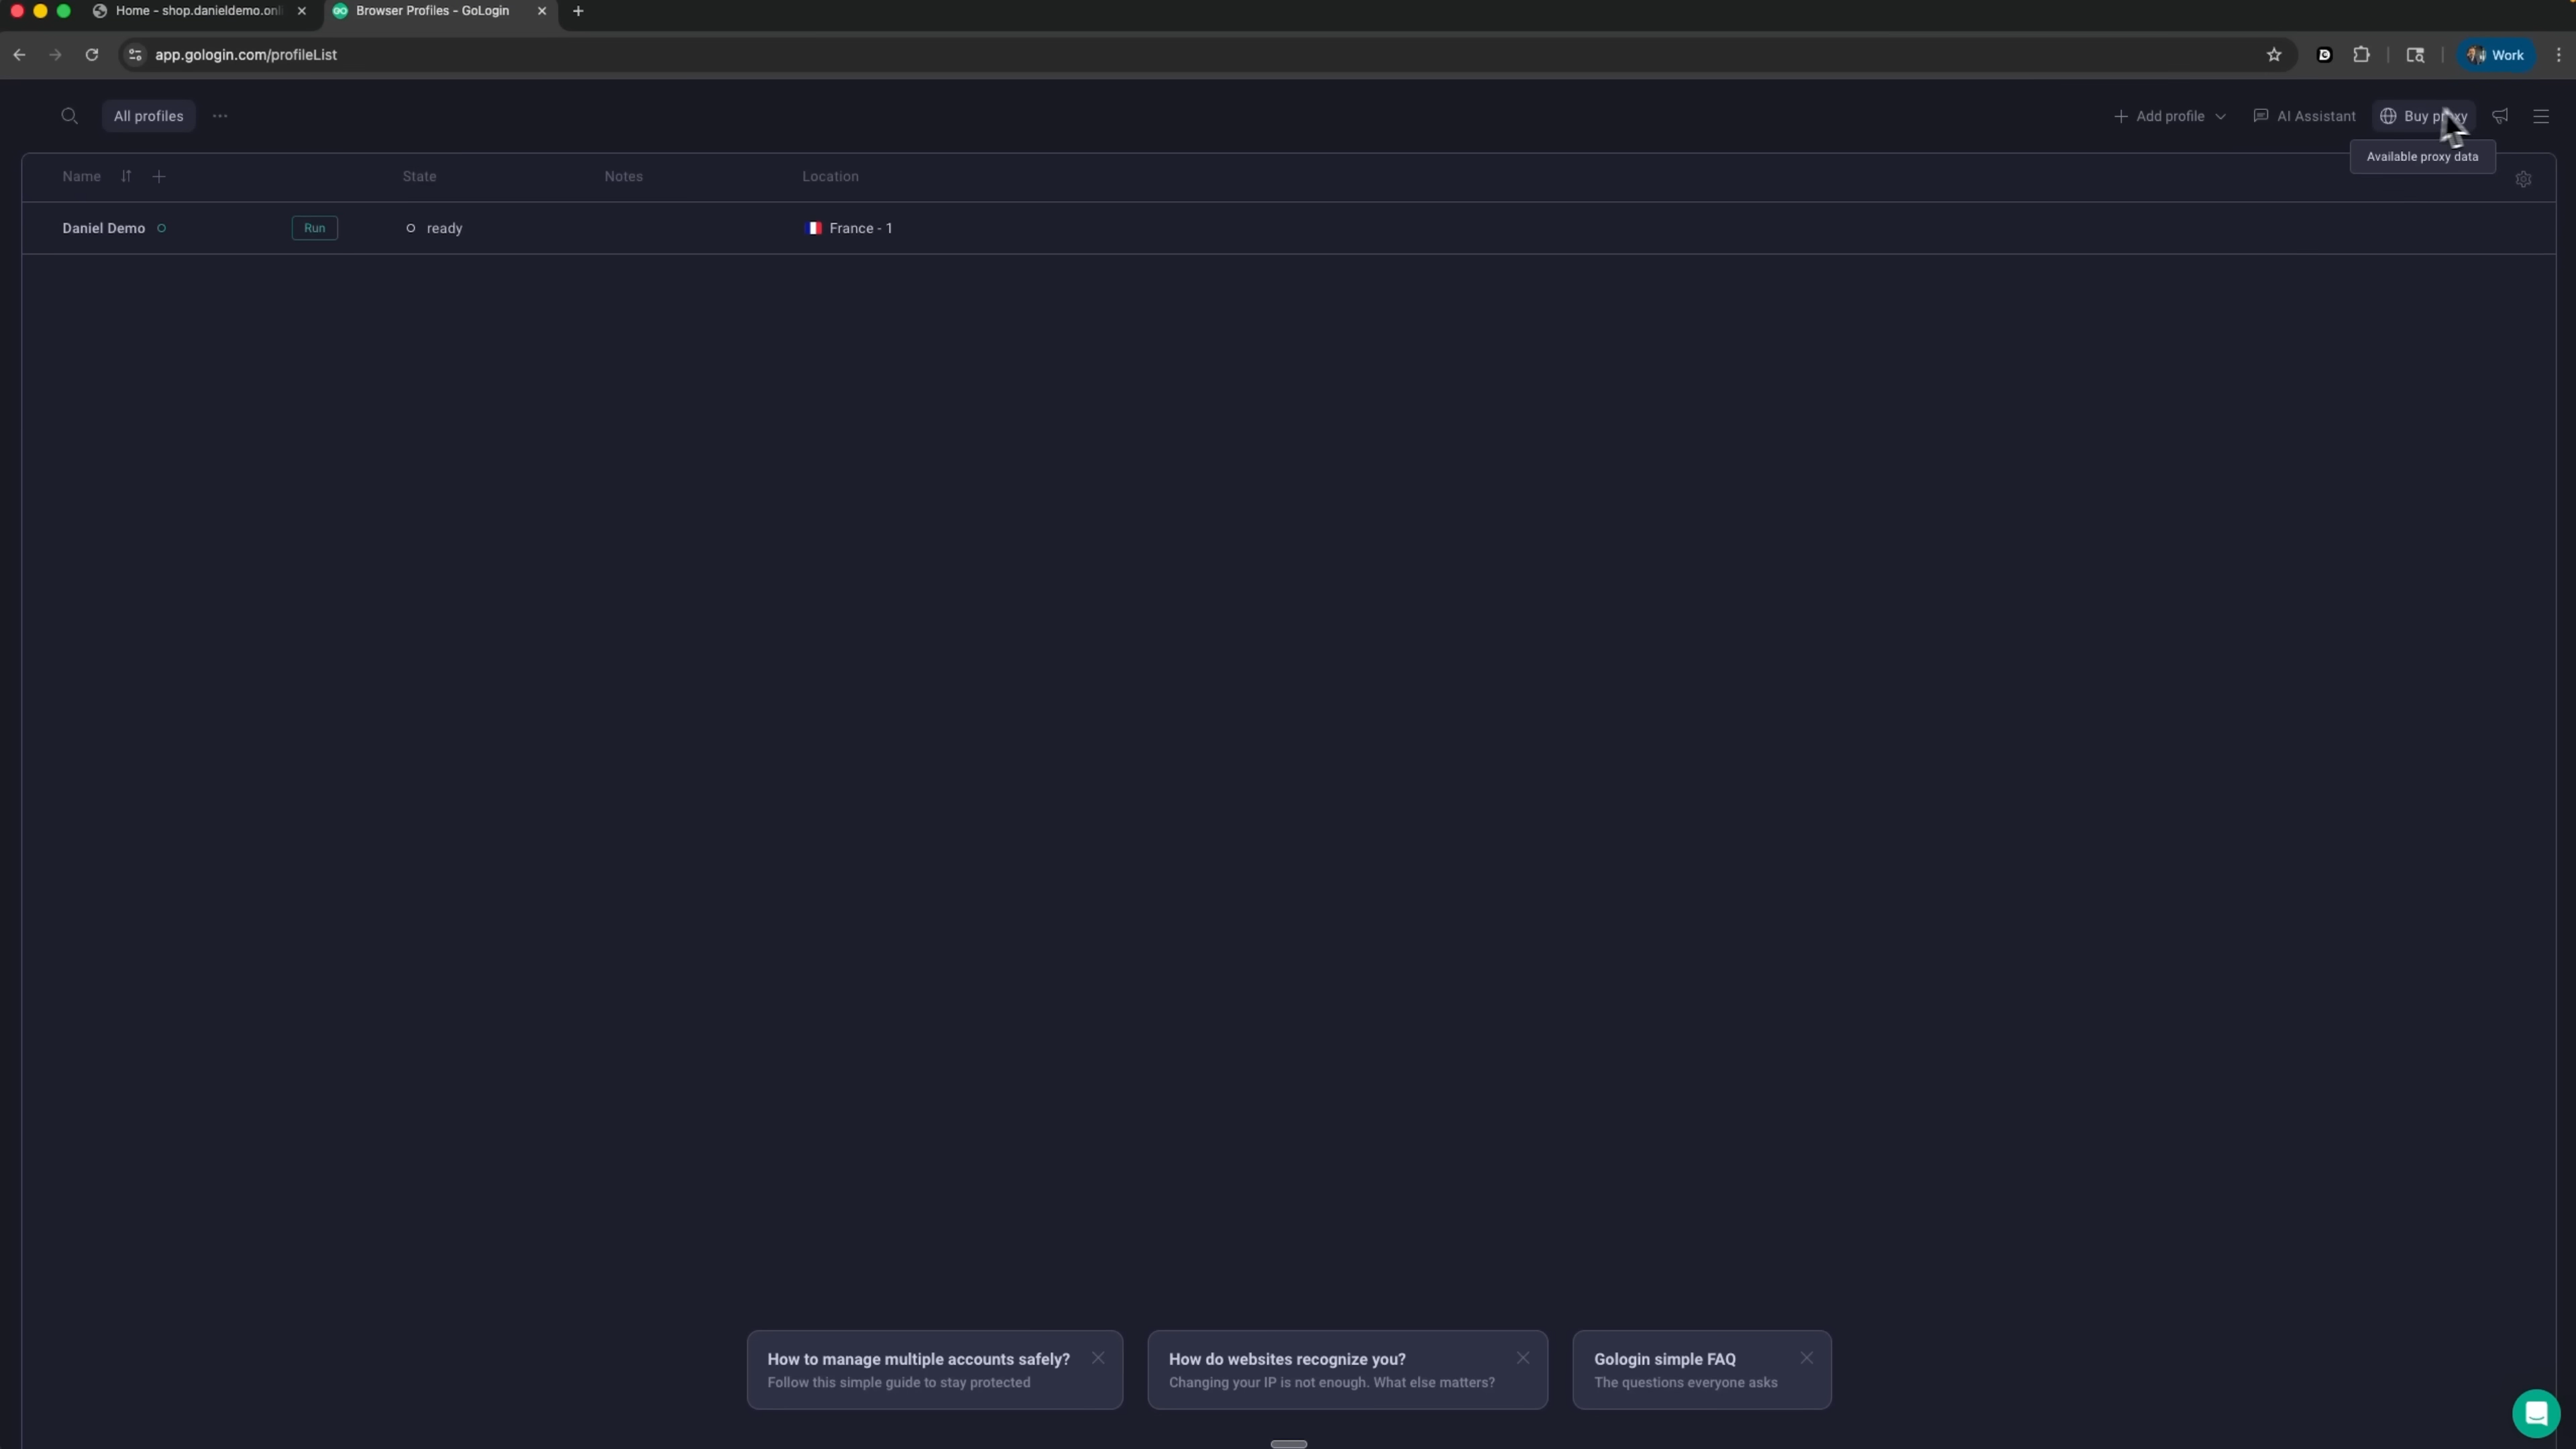 Home - shop.danieldemo.onl
Browser Profiles - GoLogin
app.gologin.com/profileList
Work
All profiles
Add profile
AI Assistant
Buy proxy
Available proxy data
Name
State
Notes
Location
Daniel Demo
Run
ready
France - 1
How to manage multiple accounts safely?
Follow this simple guide to stay protected
How do websites recognize you?
Changing your IP is not enough. What else matters?
Gologin simple FAQ
The questions everyone asks